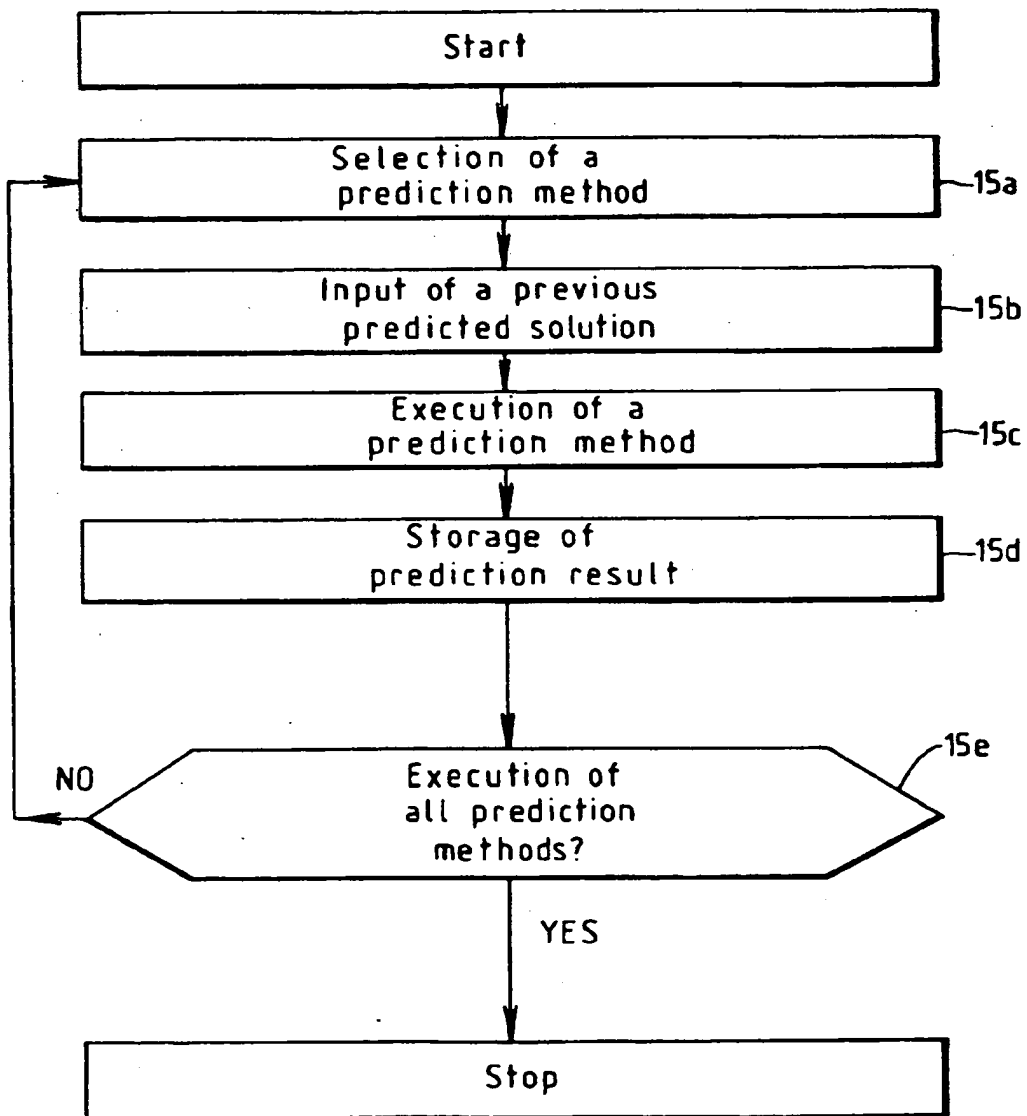 Start
Selection of a
prediction method
15a
Input of a previous
predicted solution
15b
Execution of a
prediction method
15c
Storage of
prediction result
15d
15e
NO
Execution of
all prediction
methods?
YES
Stop